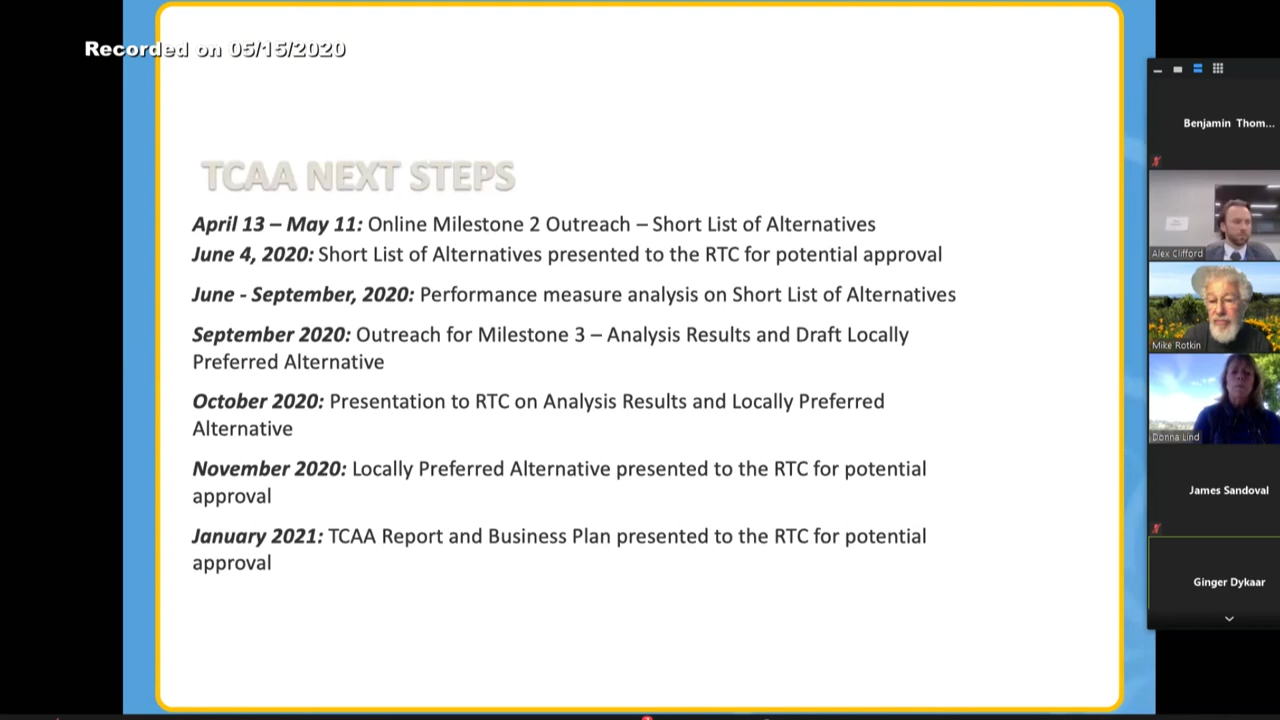 Recorded on 05/15/2020
TCAA NEXT STEPS
April 13 – May 11: Online Milestone 2 Outreach – Short List of Alternatives
June 4, 2020: Short List of Alternatives presented to the RTC for potential approval
June - September, 2020: Performance measure analysis on Short List of Alternatives
September 2020: Outreach for Milestone 3 – Analysis Results and Draft Locally
Preferred Alternative
October 2020: Presentation to RTC on Analysis Results and Locally Preferred
Alternative
November 2020: Locally Preferred Alternative presented to the RTC for potential
approval
January 2021: TCAA Report and Business Plan presented to the RTC for potential
approval
Benjamin Thom...
Alex Clifford
Mike Rotkin
Donna Lind
James Sandoval
Ginger Dykaar